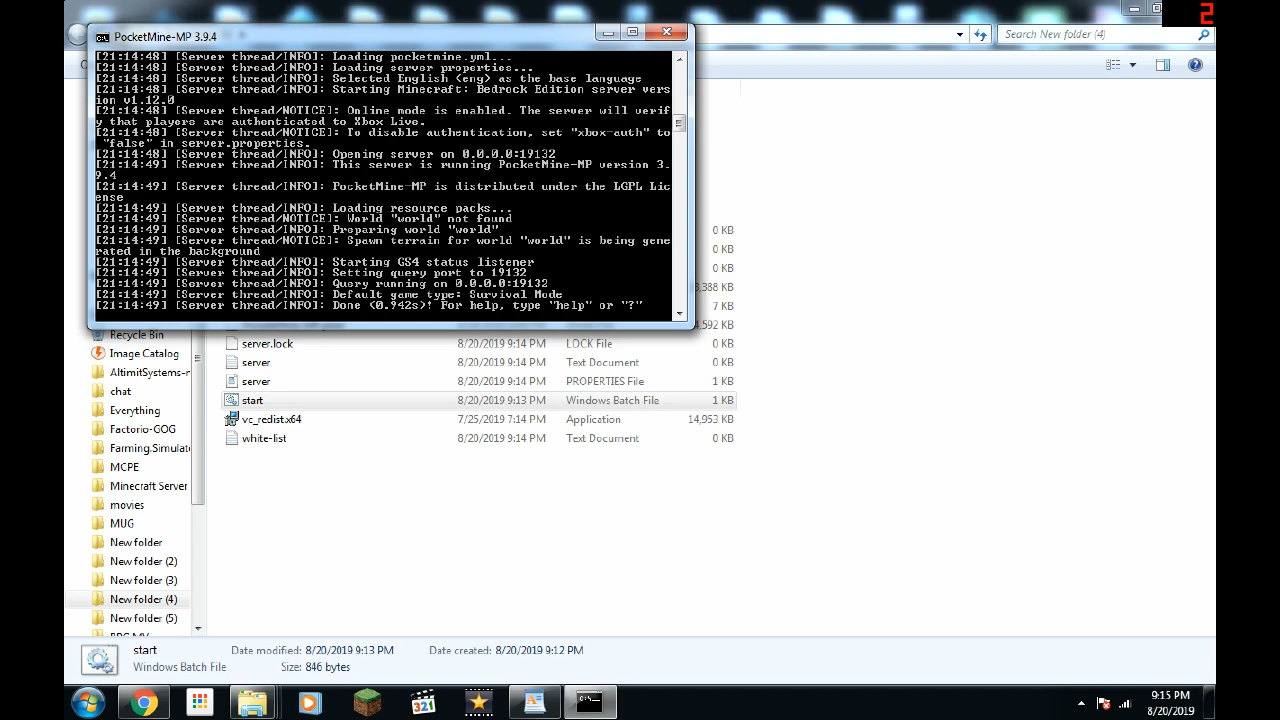 2
PocketMine-MP 3.9.4
Search New folder (4)
[21:14:48] [Server thread/INFO]: Loading pocketmine.yml...
[21:14:48] [Server thread/INFO]: Loading server properties...
[21:14:48] [Server thread/INFO]: Selected English (eng) as the base language
[21:14:48] [Server thread/INFO]: Starting Minecraft: Bedrock Edition server vers
ion v1.12.0
[21:14:48] [Server thread/NOTICE]: Online mode is enabled. The server will verif
y that players are authenticated to Xbox Live.
[21:14:48] [Server thread/NOTICE]: To disable authentication, set "xbox-auth" to
"false" in server.properties.
[21:14:48] [Server thread/INFO]: Opening server on 0.0.0.0:19132
[21:14:49] [Server thread/INFO]: This server is running PocketMine-MP version 3.
9.4
[21:14:49] [Server thread/INFO]: PocketMine-MP is distributed under the LGPL Lic
ense
[21:14:49] [Server thread/INFO]: Loading resource packs...
[21:14:49] [Server thread/NOTICE]: World "world" not found
[21:14:49] [Server thread/INFO]: Preparing world "world"
[21:14:49] [Server thread/NOTICE]: Spawn terrain for world "world" is being gene
rated in the background
[21:14:49] [Server thread/INFO]: Starting GS4 status listener
[21:14:49] [Server thread/INFO]: Setting query port to 19132
[21:14:49] [Server thread/INFO]: Query running on 0.0.0.0:19132
[21:14:49] [Server thread/INFO]: Default game type: Survival Mode
[21:14:49] [Server thread/INFO]: Done (0.942s)! For help, type "help" or "?"
0 KB
0 KB
0 KB
3,388 KB
7 KB
4,592 KB
server.lock 8/20/2019 9:14 PM LOCK File 0 KB
server 8/20/2019 9:14 PM Text Document 0 KB
server 8/20/2019 9:14 PM PROPERTIES File 1 KB
start 8/20/2019 9:13 PM Windows Batch File 1 KB
vc_redist.x64 7/25/2019 7:14 PM Application 14,953 KB
white-list 8/20/2019 9:14 PM Text Document 0 KB
Recycle Bin
Image Catalog
AltimitSystems-r
chat
Everything
Factorio-GOG
Farming.Simulato
MCPE
Minecraft Server
movies
MUG
New folder
New folder (2)
New folder (3)
New folder (4)
New folder (5)
start Date modified: 8/20/2019 9:13 PM Date created: 8/20/2019 9:12 PM
Windows Batch File Size: 846 bytes
321
9:15 PM
8/20/2019